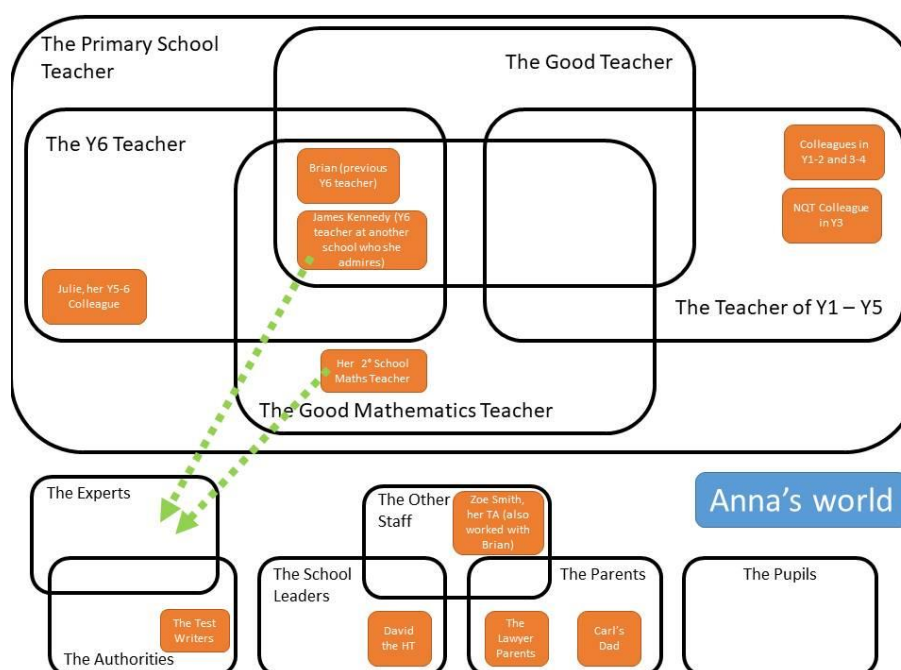 The Primary School
Teacher
The Good Teacher
The Y6 Teacher
Brian (previous
Y6 teacher)
James Kennedy (Y6
teacher at another
school who she
admires)
Colleagues in
Y1-2 and 3-4
NQT Colleague
in Y3
Julie, her Y5-6
Colleague
The Teacher of Y1 – Y5
Her 2° School
Maths Teacher
The Good Mathematics Teacher
The Experts
The Other
Staff
Zoe Smith,
her TA (also
worked with
Brian)
Anna's world
The School
Leaders
The Parents
The Pupils
The Test
Writers
David
the HT
The
Lawyer
Parents
Carl's
Dad
The Authorities